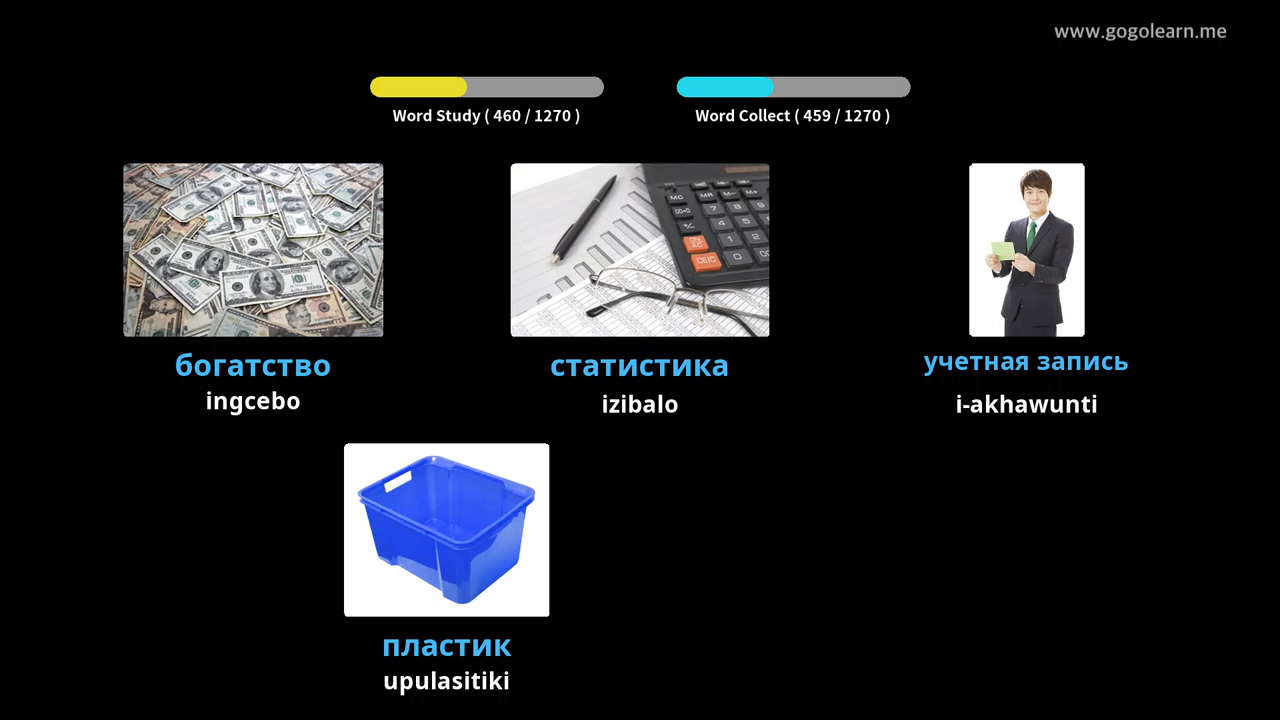 www.gogolearn.me
Word Study ( 460 / 1270 )
Word Collect ( 459 / 1270 )
богатство
ingcebo
статистика
izibalo
учетная запись
i-akhawunti
пластик
upulasitiki